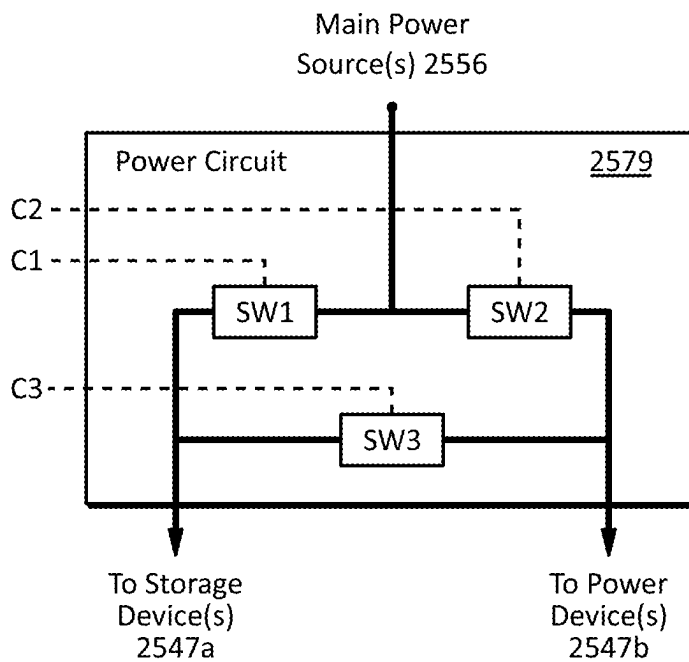 Main Power
Source(s) 2556
Power Circuit 2579
C2
C1
SW1 SW2
C3
SW3
To Storage
Device(s)
2547a
To Power
Device(s)
2547b